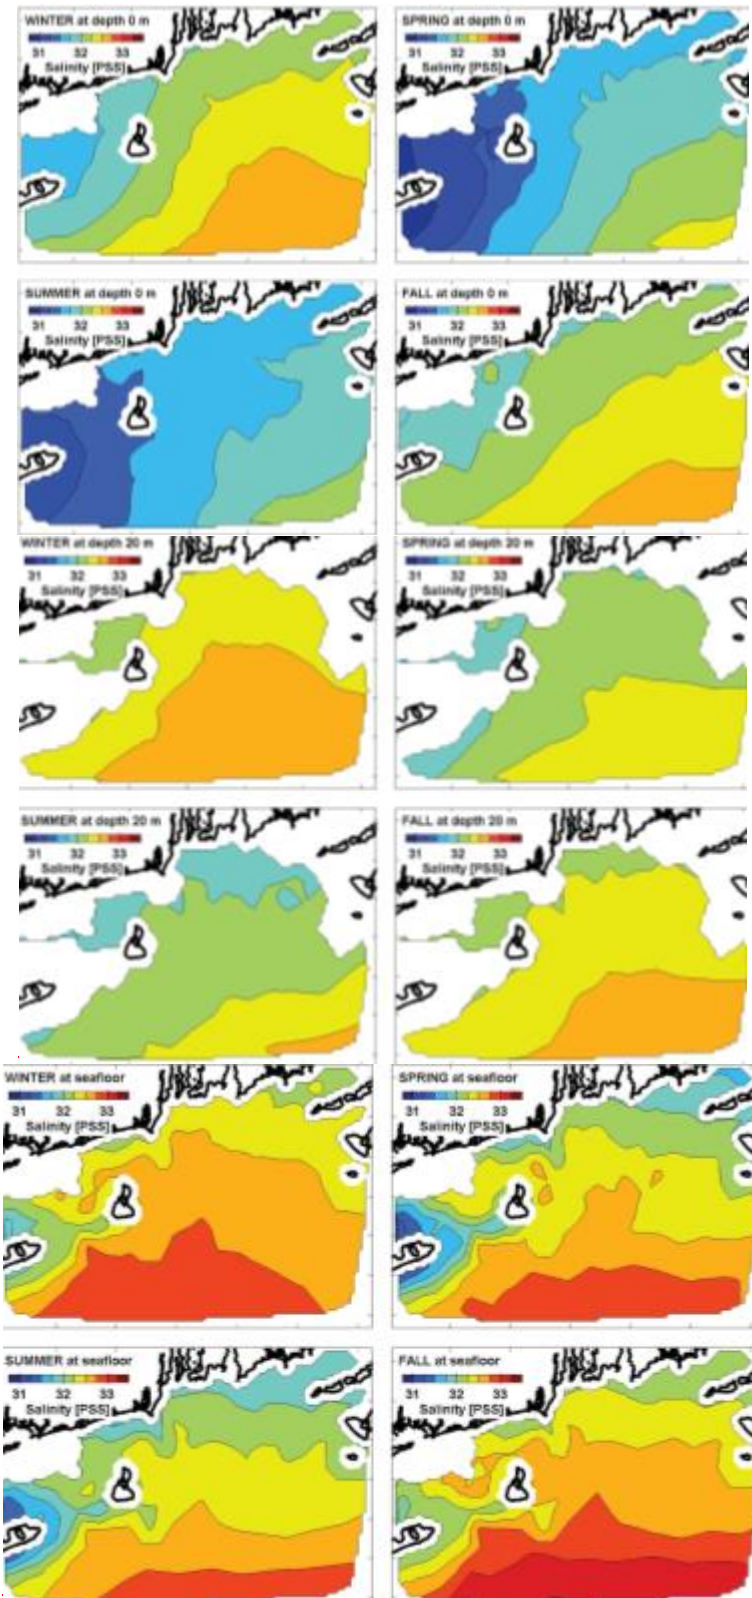 WINTER at depth 0 m
31 32 33
Salinity [PSS]
SPRING at depth 0 m
31 32 33
Salinity [PSS]
SUMMER at depth 0 m
31 32 33
Salinity [PSS]
FALL at depth 0 m
31 32 33
Salinity [PSS]
WINTER at depth 20 m
31 32 33
Salinity [PSS]
SPRING at depth 20 m
31 32 33
Salinity [PSS]
SUMMER at depth 20 m
31 32 33
Salinity [PSS]
FALL at depth 20 m
31 32 33
Salinity [PSS]
WINTER at seafloor
31 32 33
Salinity [PSS]
SPRING at seafloor
31 32 33
Salinity [PSS]
SUMMER at seafloor
31 32 33
Salinity [PSS]
FALL at seafloor
31 32 33
Salinity [PSS]